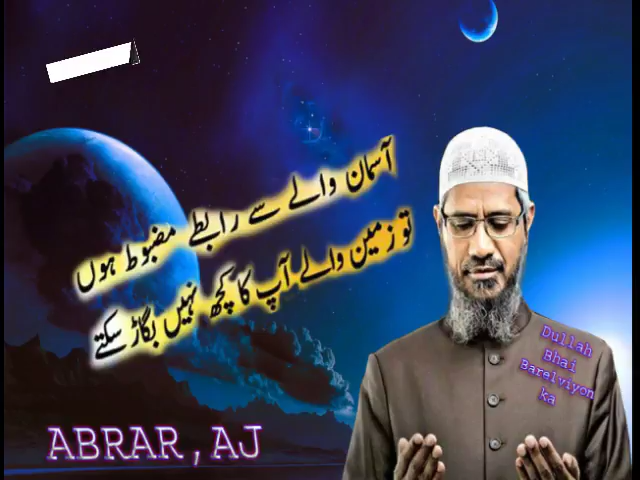 آسمان والے سے رابطے مضبوط ہوں
تو زمین والے آپ کا کچھ نہیں بگاڑ سکتے
Dullah
Bhai
Barelviyon
ka
ABRAR,AJ